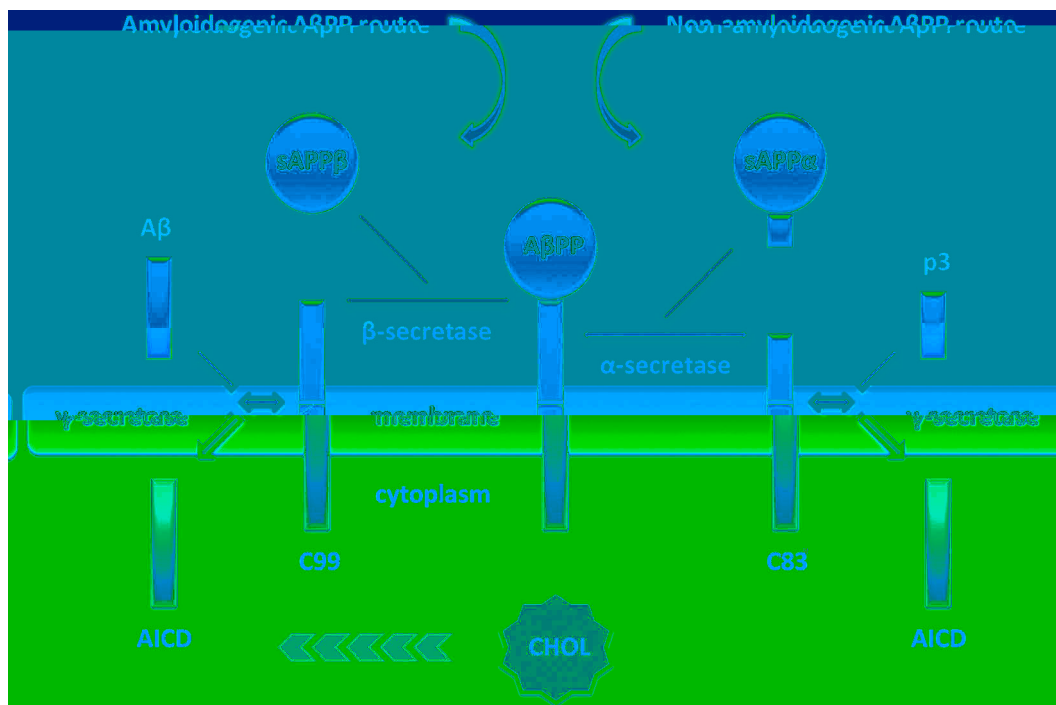 Amyloidogenic AβPP route
Non-amyloidogenic AβPP route
sAPPβ
sAPPα
Aβ
AβPP
p3
β-secretase
α-secretase
γ-secretase
membrane
γ-secretase
cytoplasm
C99
C83
AICD
CHOL
AICD